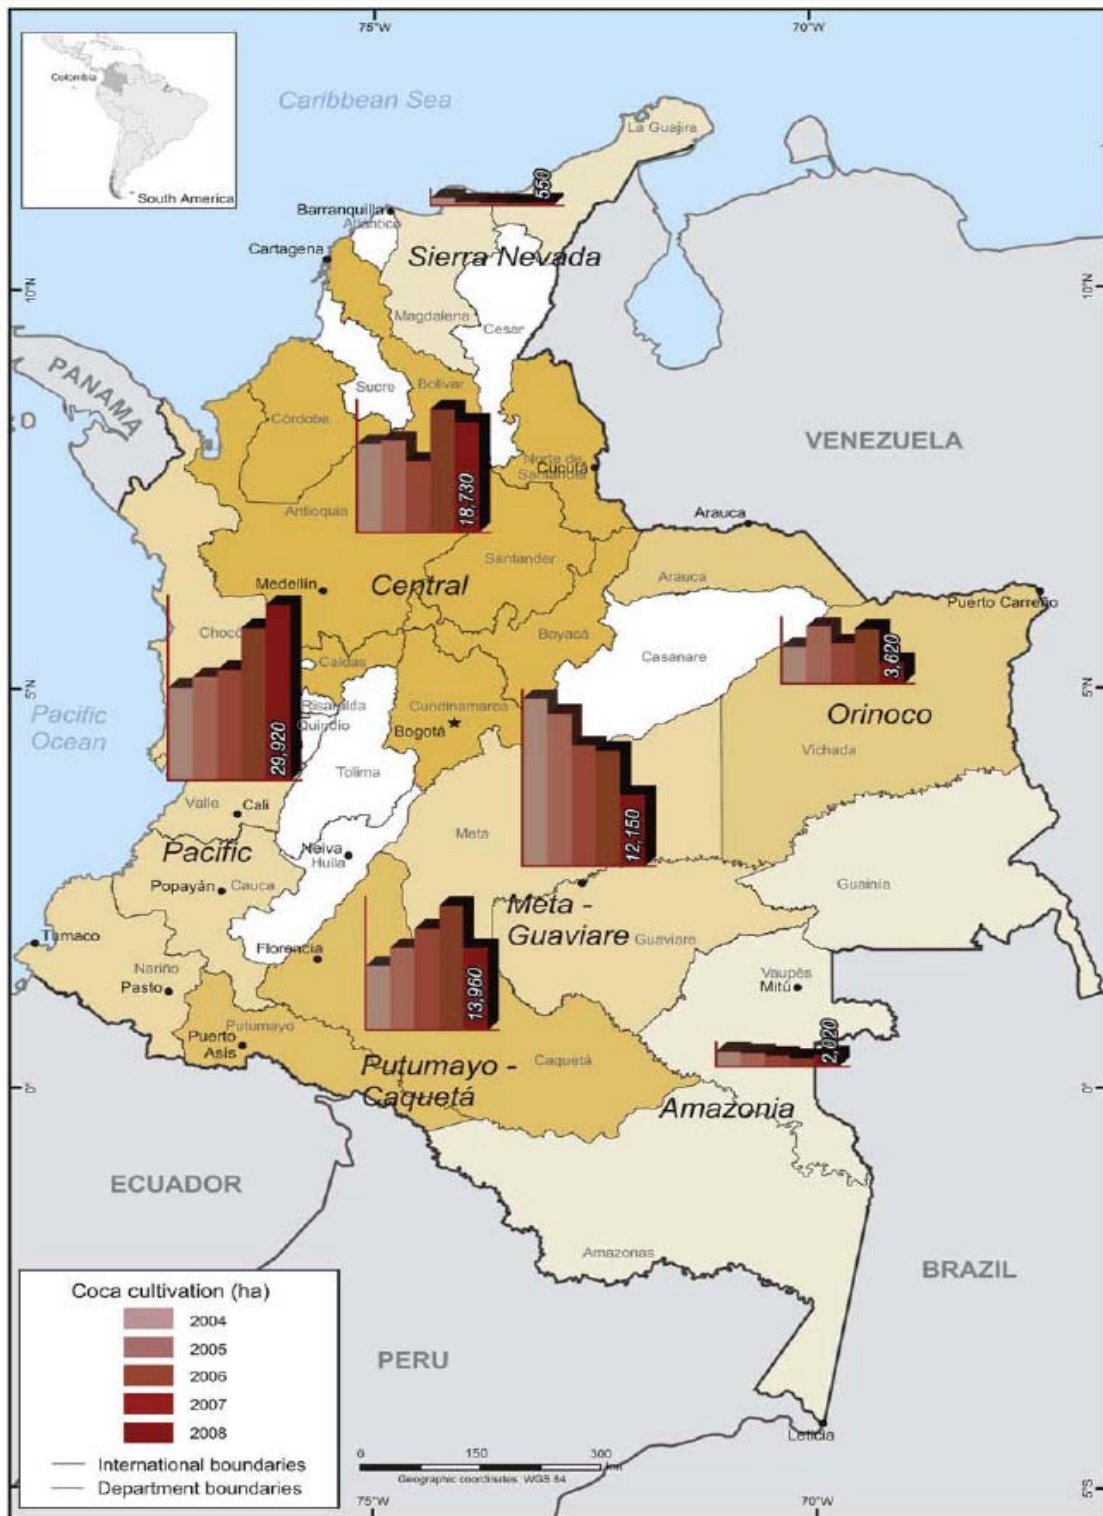 75°W
70°W
Colombia
South America
Caribbean Sea
La Guajira
550
Barranquilla
Atlántico
Cartagena
Sierra Nevada
10°N
10°N
Magdalena
Cesar
PANAMA
Sucre
Bolívar
Córdoba
VENEZUELA
Norte de
Santander
Cúcuta
18,730
Antioquia
Arauca
Santander
Medellín
Central
Arauca
Puerto Carreño
Chocó
Boyacá
Caldas
Casanare
3,620
5°N
5°N
Risaralda
Cundinamarca
Orinoco
Pacific
Ocean
Quindío
Bogotá
29,920
Vichada
Tolima
Valle
Cali
12,150
Meta
Pacific
Neiva
Huila
Popayán
Cauca
Guainía
Meta -
Guaviare
Tumaco
Florencia
Guaviare
Nariño
Pasto
13,960
Vaupés
Mitú
Putumayo
Puerto
Asís
2,020
Putumayo -
Caquetá
Caquetá
0°
0°
Amazonia
ECUADOR
Amazonas
BRAZIL
Coca cultivation (ha)
2004
2005
2006
2007
2008
International boundaries
Department boundaries
PERU
Leticia
0 150 300
km
Geographic coordinates WGS 84
75°W
70°W
5°S